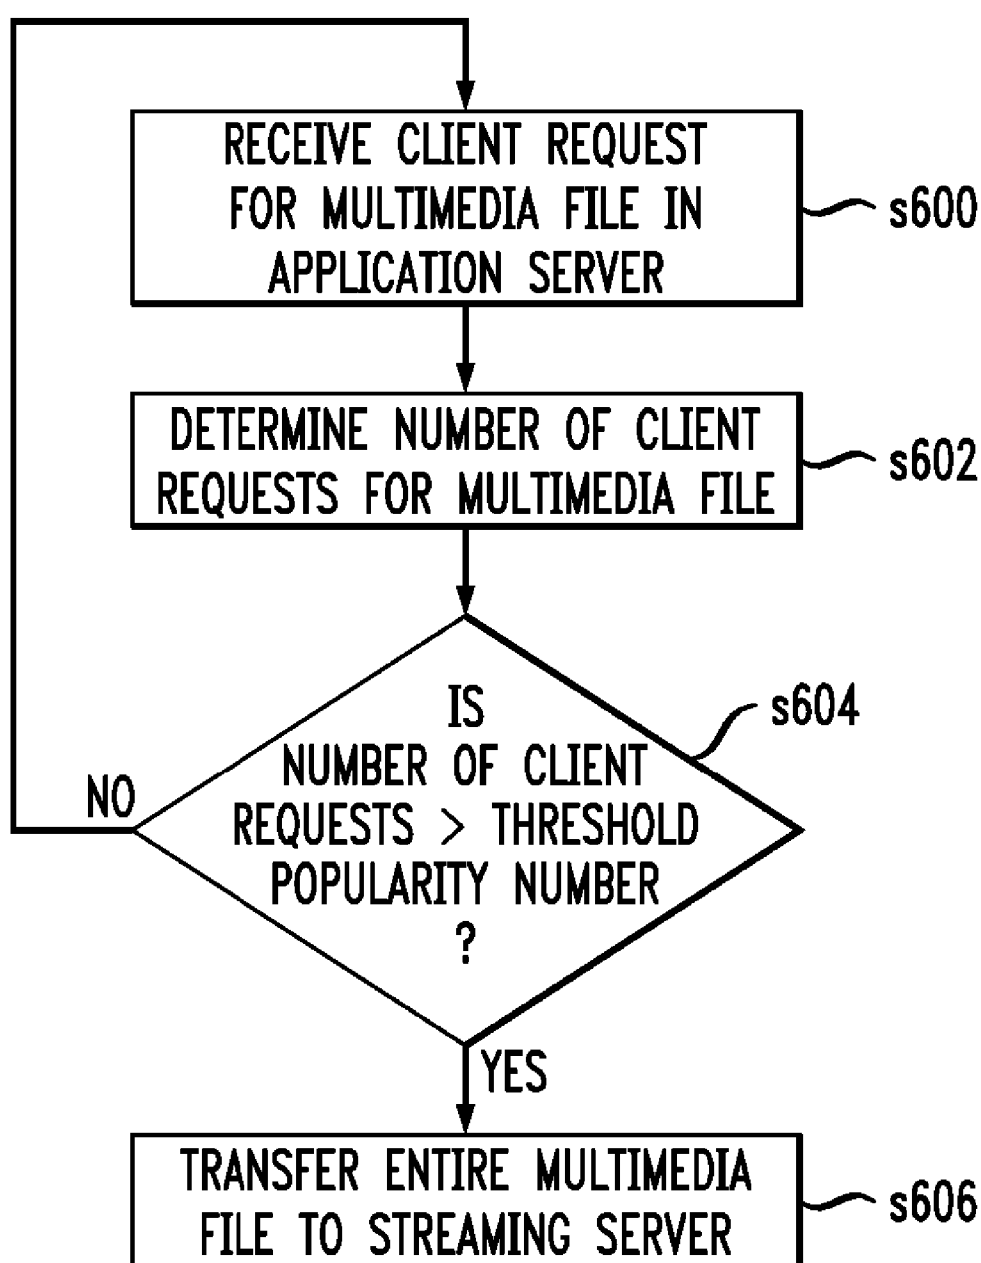 RECEIVE CLIENT REQUEST
FOR MULTIMEDIA FILE IN
APPLICATION SERVER
s600
DETERMINE NUMBER OF CLIENT
REQUESTS FOR MULTIMEDIA FILE
s602
IS
NUMBER OF CLIENT
REQUESTS > THRESHOLD
POPULARITY NUMBER
?
s604
NO
YES
TRANSFER ENTIRE MULTIMEDIA
FILE TO STREAMING SERVER
s606